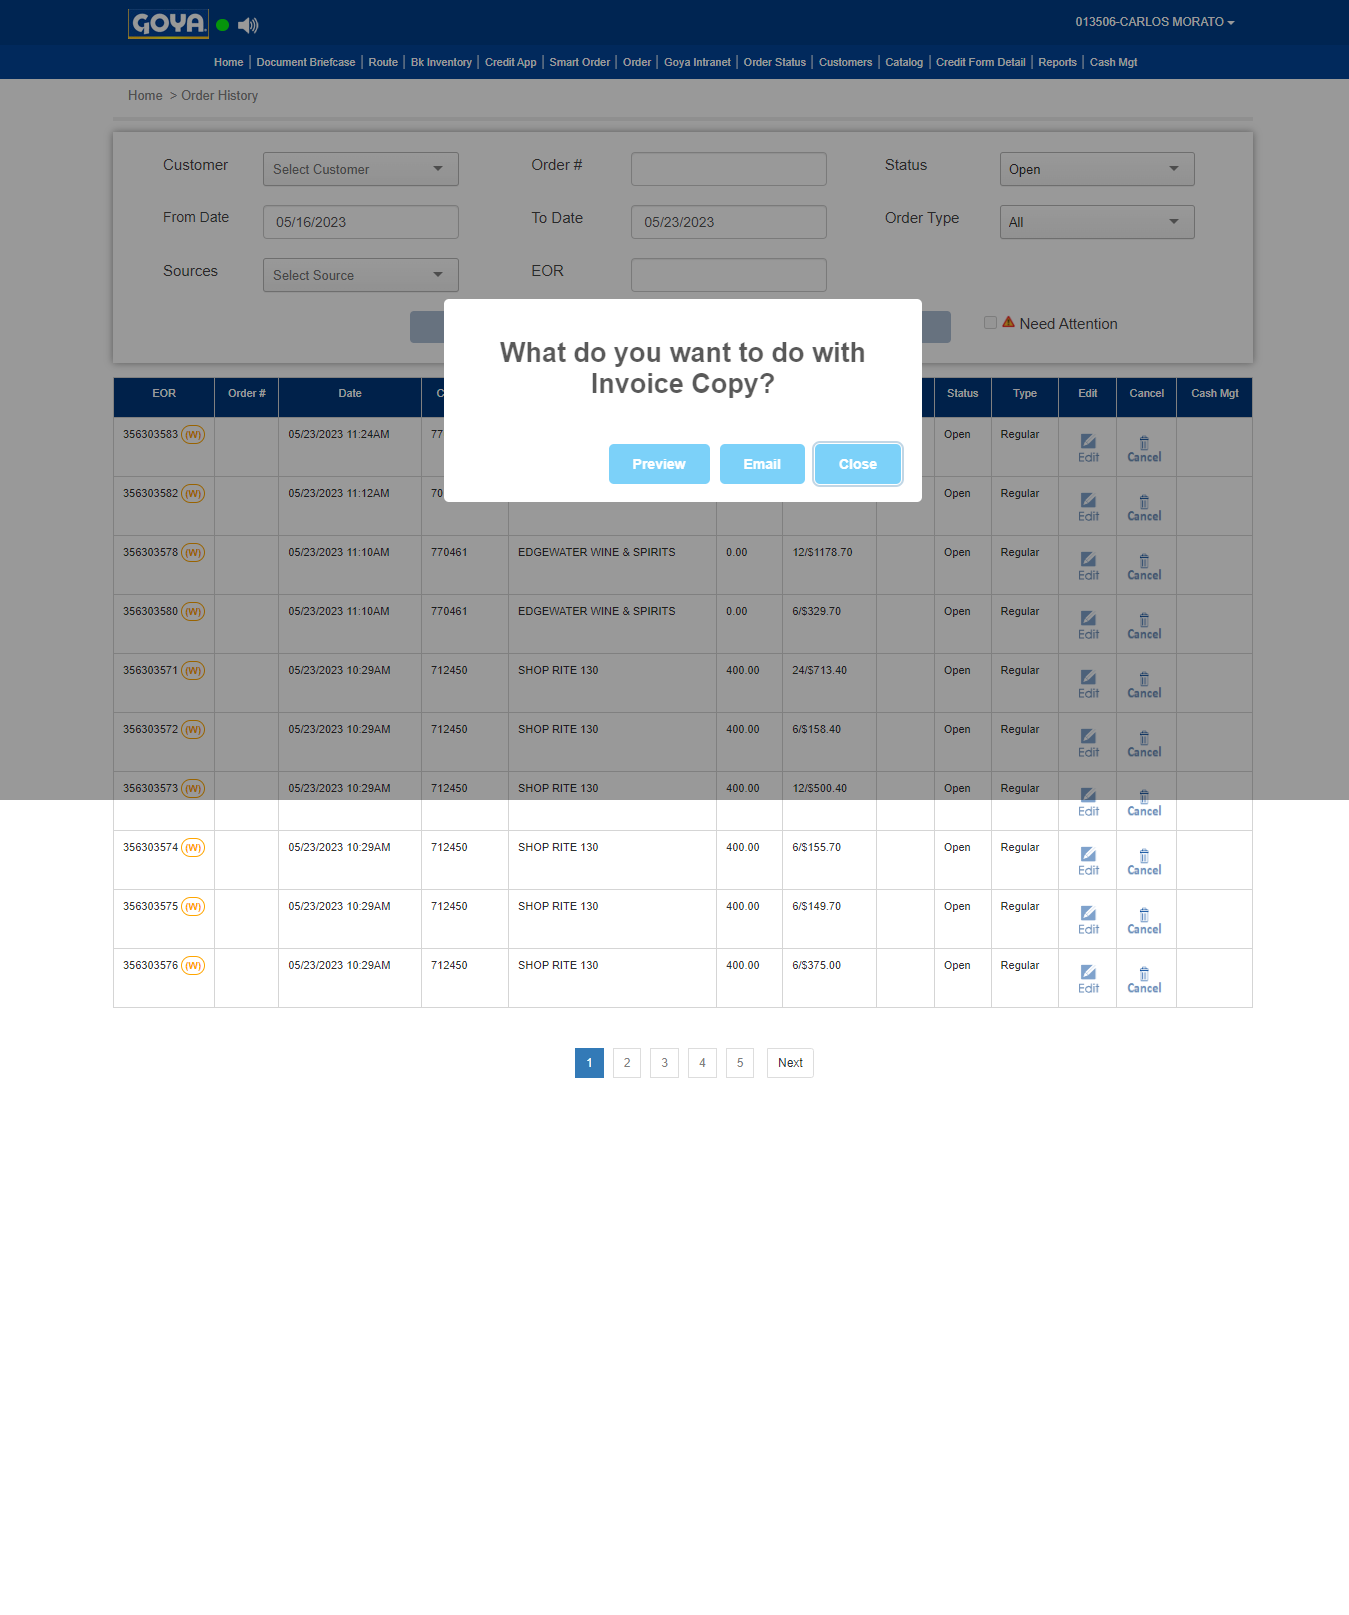 GOYA
013506-CARLOS MORATO
Home | Document Briefcase | Route | Bk Inventory | Credit App | Smart Order | Order | Goya Intranet | Order Status | Customers | Catalog | Credit Form Detail | Reports | Cash Mgt
Home > Order History
Customer Select Customer Order # Status Open
From Date 05/16/2023 To Date 05/23/2023 Order Type All
Sources Select Source EOR
Need Attention
What do you want to do with
Invoice Copy?
Preview Email Close
EOR Order # Date Status Type Edit Cancel Cash Mgt
356303583 (W) 05/23/2023 11:24AM Open Regular Edit Cancel
356303582 (W) 05/23/2023 11:12AM Open Regular Edit Cancel
356303578 (W) 05/23/2023 11:10AM 770461 EDGEWATER WINE & SPIRITS 0.00 12/$1178.70 Open Regular Edit Cancel
356303580 (W) 05/23/2023 11:10AM 770461 EDGEWATER WINE & SPIRITS 0.00 6/$329.70 Open Regular Edit Cancel
356303571 (W) 05/23/2023 10:29AM 712450 SHOP RITE 130 400.00 24/$713.40 Open Regular Edit Cancel
356303572 (W) 05/23/2023 10:29AM 712450 SHOP RITE 130 400.00 6/$158.40 Open Regular Edit Cancel
356303573 (W) 05/23/2023 10:29AM 712450 SHOP RITE 130 400.00 12/$500.40 Open Regular Edit Cancel
356303574 (W) 05/23/2023 10:29AM 712450 SHOP RITE 130 400.00 6/$155.70 Open Regular Edit Cancel
356303575 (W) 05/23/2023 10:29AM 712450 SHOP RITE 130 400.00 6/$149.70 Open Regular Edit Cancel
356303576 (W) 05/23/2023 10:29AM 712450 SHOP RITE 130 400.00 6/$375.00 Open Regular Edit Cancel
1 2 3 4 5 Next